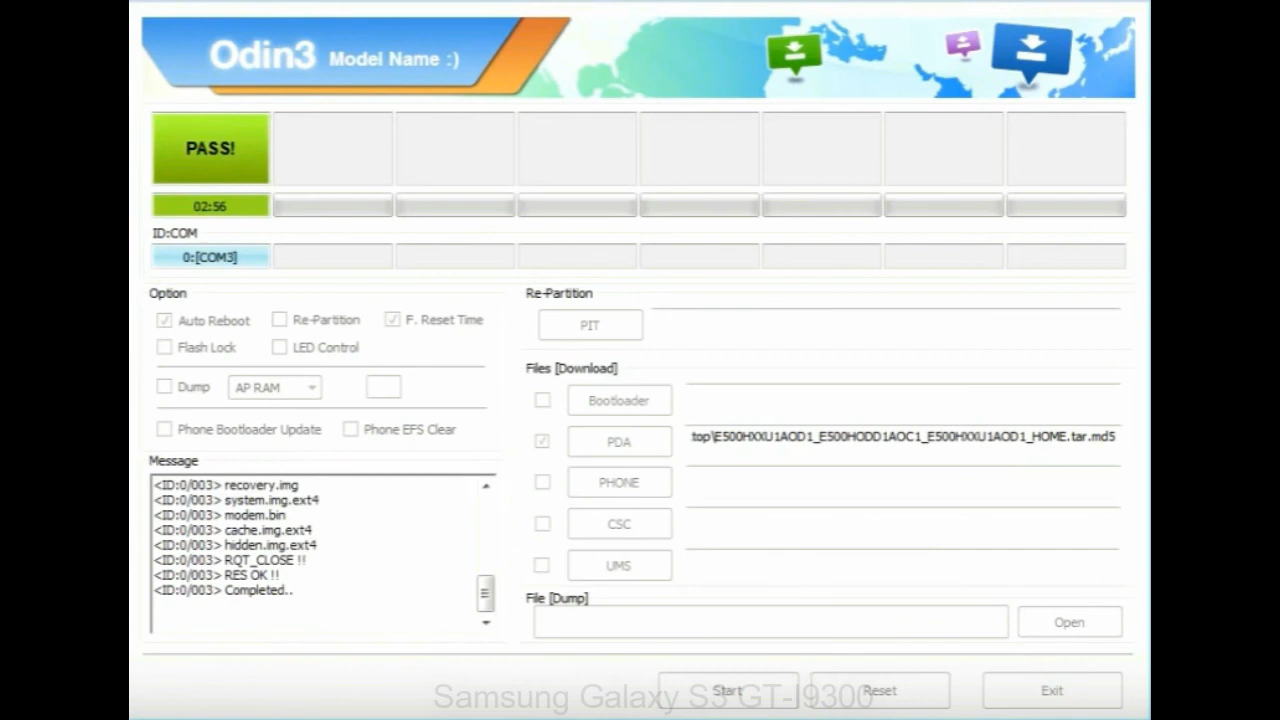 Odin3 Model Name :)
PASS!
02:56
ID:COM
0:[COM3]
Option
Auto Reboot Re-Partition F. Reset Time
Flash Lock LED Control
Dump AP RAM
Phone Bootloader Update Phone EFS Clear
Message
<ID:0/003> recovery.img
<ID:0/003> system.img.ext4
<ID:0/003> modem.bin
<ID:0/003> cache.img.ext4
<ID:0/003> hidden.img.ext4
<ID:0/003> RQT_CLOSE !!
<ID:0/003> RES OK !!
<ID:0/003> Completed..
Re-Partition
PIT
Files [Download]
Bootloader
PDA top\E500HXXU1AOD1_E500HODD1AOC1_E500HXXU1AOD1_HOME.tar.md5
PHONE
CSC
UMS
File [Dump]
Open
Start Reset Exit
Samsung Galaxy S3 GT-I9300